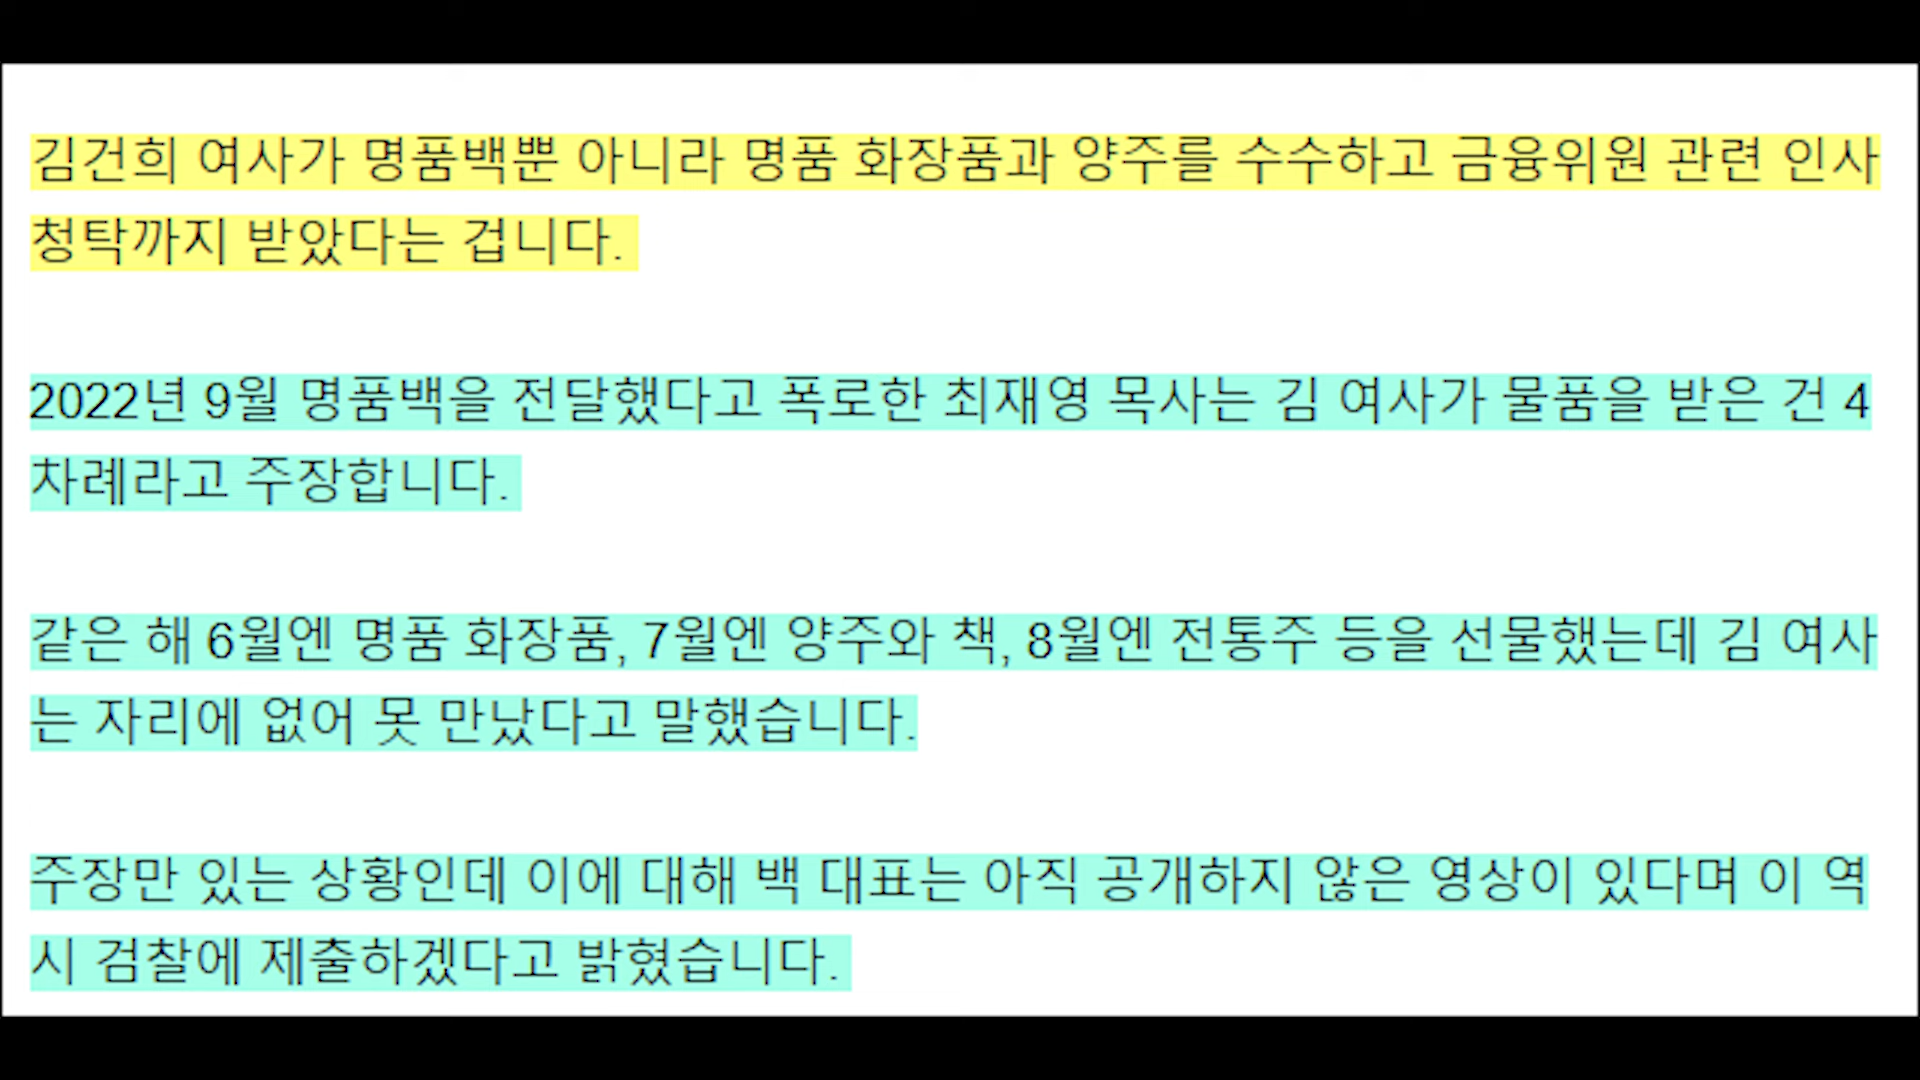 김건희 여사가 명품백뿐 아니라 명품 화장품과 양주를 수수하고 금융위원 관련 인사
청탁까지 받았다는 겁니다.
2022년 9월 명품백을 전달했다고 폭로한 최재영 목사는 김 여사가 물품을 받은 건 4
차례라고 주장합니다.
같은 해 6월엔 명품 화장품, 7월엔 양주와 책, 8월엔 전통주 등을 선물했는데 김 여사
는 자리에 없어 못 만났다고 말했습니다.
주장만 있는 상황인데 이에 대해 백 대표는 아직 공개하지 않은 영상이 있다며 이 역
시 검찰에 제출하겠다고 밝혔습니다.